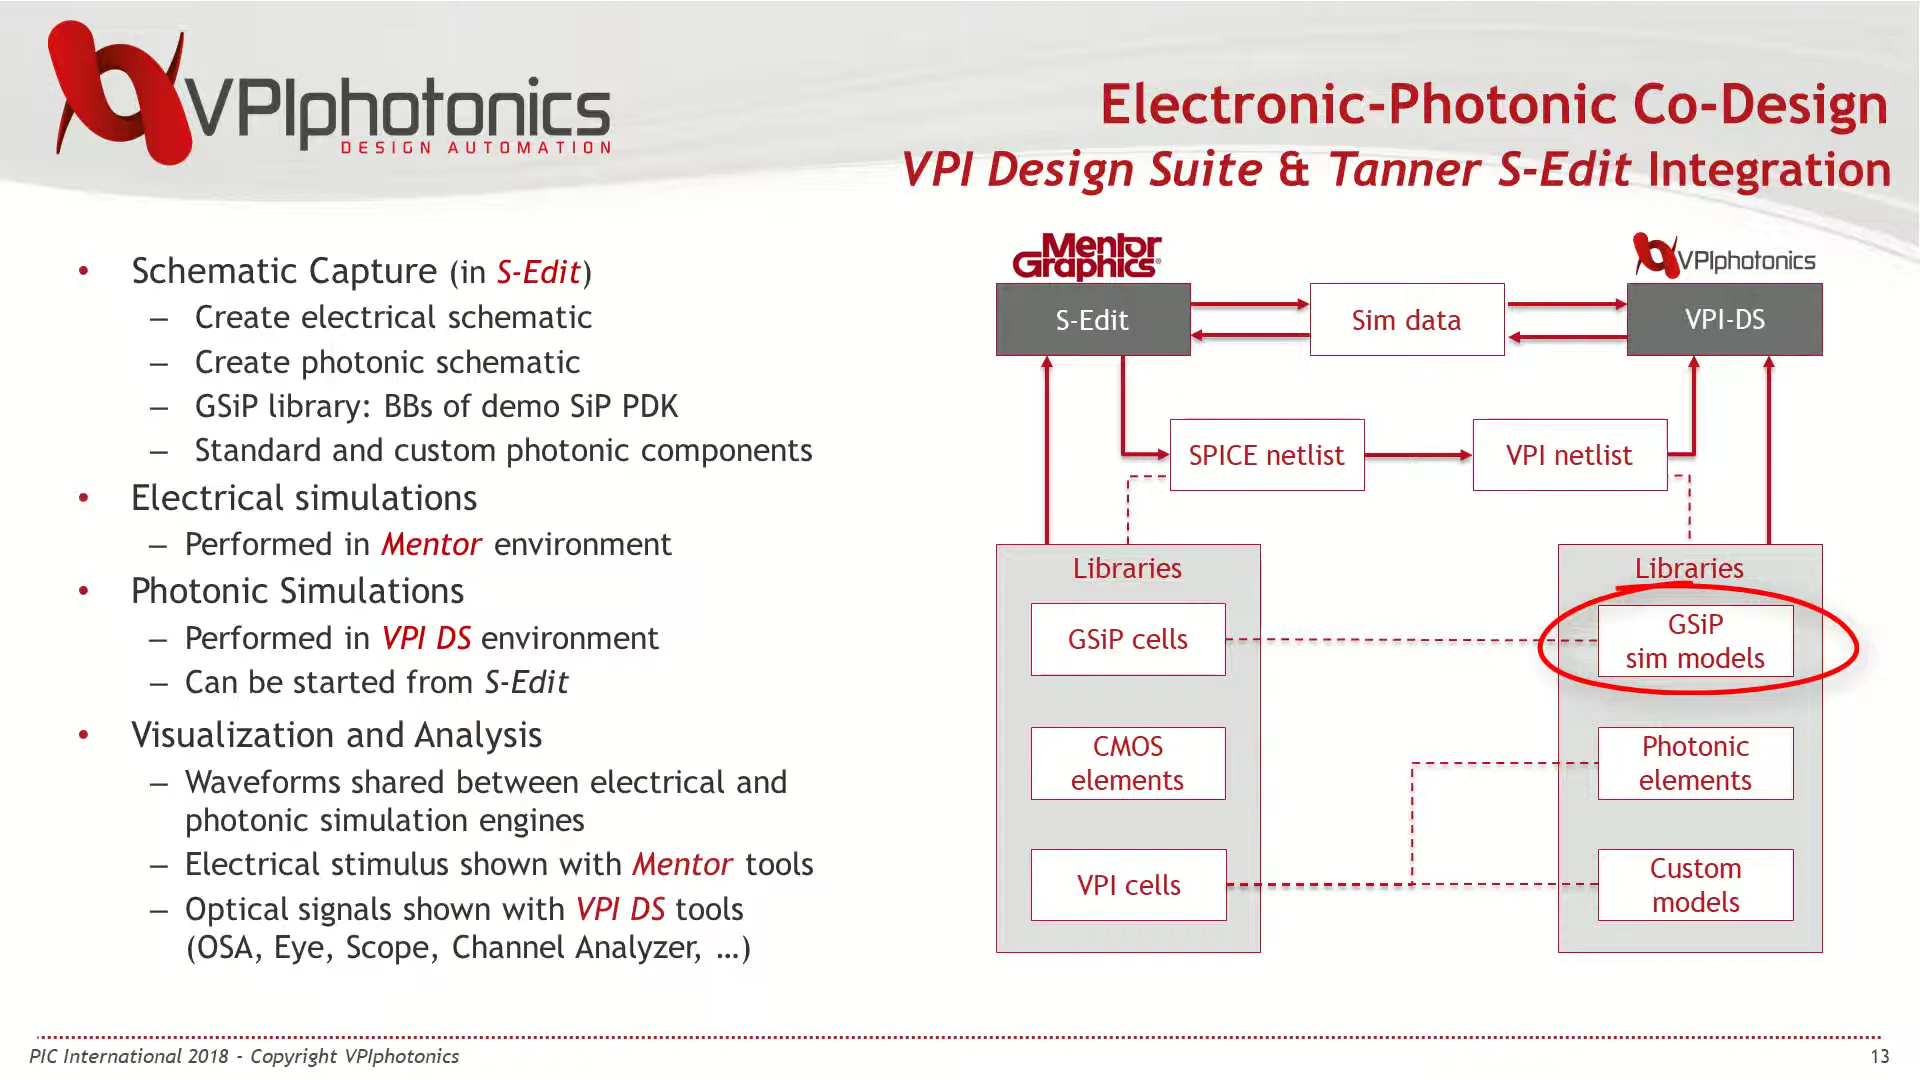 VPIphotonics
DESIGN AUTOMATION
Electronic-Photonic Co-Design
VPI Design Suite & Tanner S-Edit Integration
• Schematic Capture (in S-Edit)
– Create electrical schematic
– Create photonic schematic
– GSiP library: BBs of demo SiP PDK
– Standard and custom photonic components
• Electrical simulations
– Performed in Mentor environment
• Photonic Simulations
– Performed in VPI DS environment
– Can be started from S-Edit
• Visualization and Analysis
– Waveforms shared between electrical and
photonic simulation engines
– Electrical stimulus shown with Mentor tools
– Optical signals shown with VPI DS tools
(OSA, Eye, Scope, Channel Analyzer, …)
Mentor
Graphics®
VPIphotonics
S-Edit
Sim data
VPI-DS
SPICE netlist
VPI netlist
Libraries
GSiP cells
CMOS
elements
VPI cells
Libraries
GSiP
sim models
Photonic
elements
Custom
models
PIC International 2018 - Copyright VPIphotonics
13